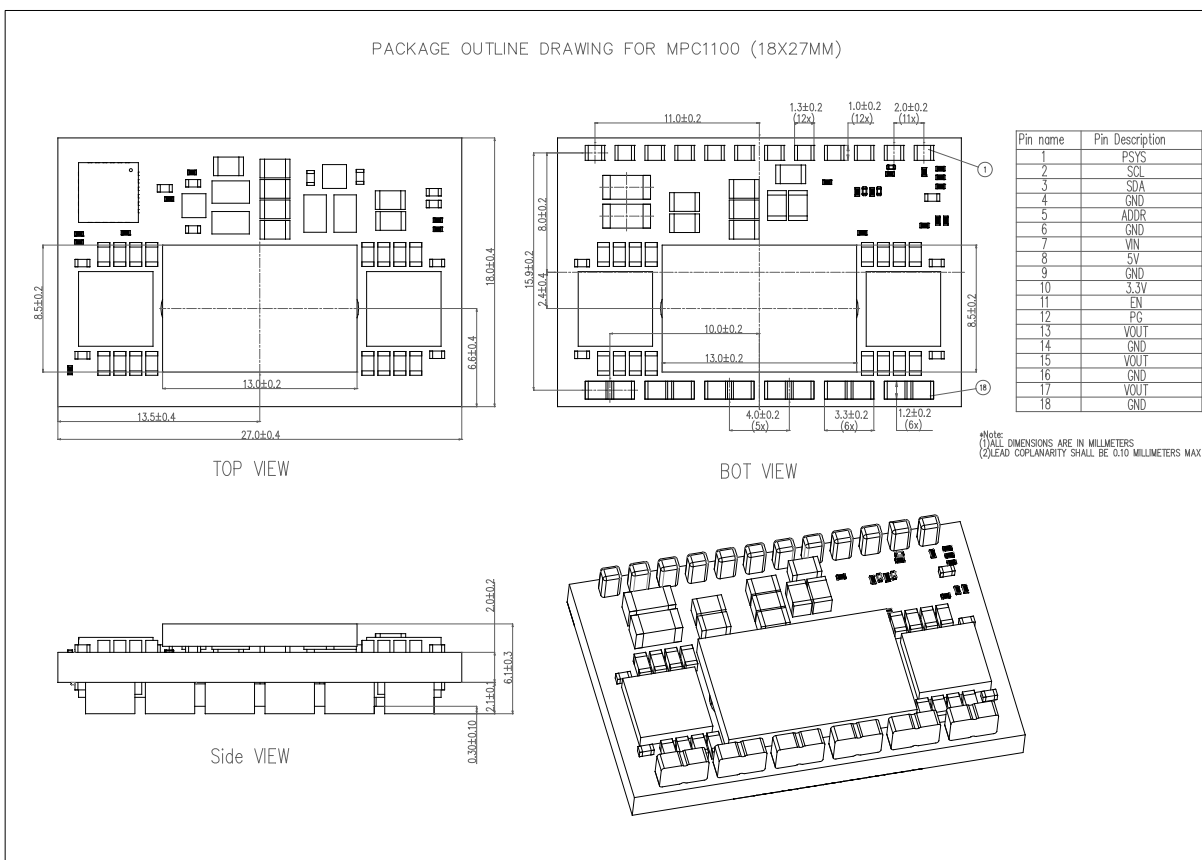 PACKAGE OUTLINE DRAWING FOR MPC1100 (18X27MM)
11.0±0.2
1.3±0.2
(12x)
1.0±0.2
(12x)
2.0±0.2
(11x)
1
8.0±0.2
15.9±0.2
2.4±0.4
10.0±0.2
13.0±0.2
8.5±0.2
18
4.0±0.2
(5x)
3.3±0.2
(6x)
1.2±0.2
(6x)
BOT VIEW
8.5±0.2
18.0±0.4
6.6±0.4
13.0±0.2
13.5±0.4
27.0±0.4
TOP VIEW
Pin name Pin Description
1 PSYS
2 SCL
3 SDA
4 GND
5 ADDR
6 GND
7 VIN
8 5V
9 GND
10 3.3V
11 EN
12 PG
13 VOUT
14 GND
15 VOUT
16 GND
17 VOUT
18 GND
*Note:
(1)ALL DIMENSIONS ARE IN MILLMETERS
(2)LEAD COPLANARITY SHALL BE 0.10 MILLIMETERS MAX
2.0±0.2
6.1±0.3
2.1±0.1
0.30±0.10
Side VIEW